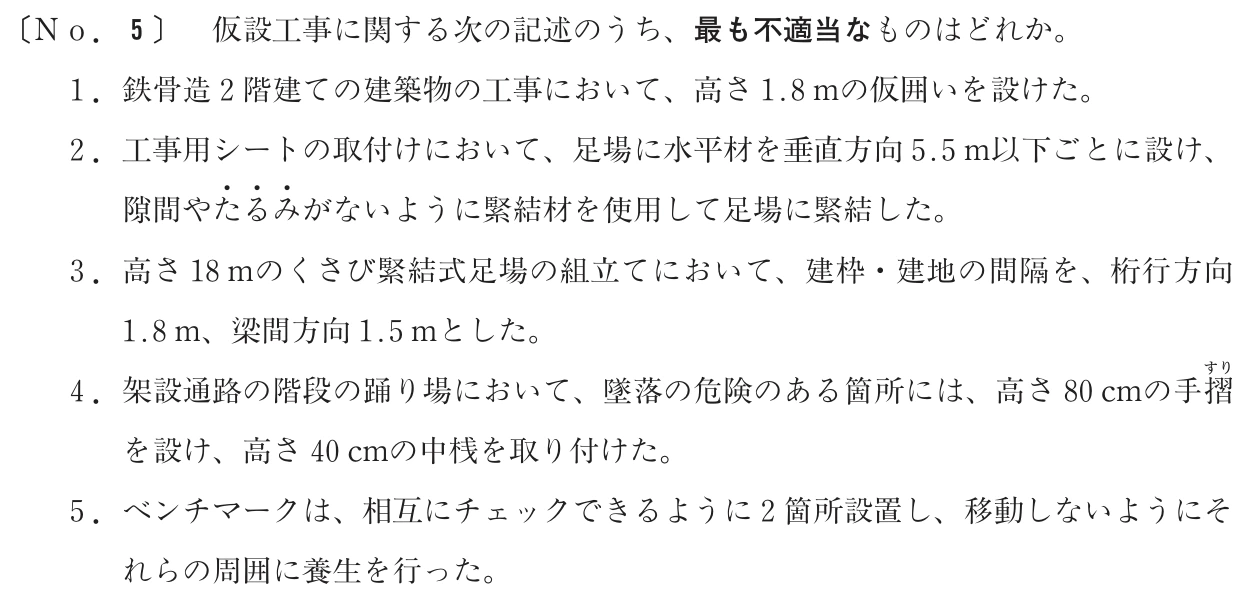 〔Ｎｏ． 5 〕 仮設工事に関する次の記述のうち、最も不適当なものはどれか。
1．鉄骨造２階建ての建築物の工事において、高さ 1.8 mの仮囲いを設けた。
2．工事用シートの取付けにおいて、足場に水平材を垂直方向 5.5 m以下ごとに設け、
隙間やたるみがないように緊結材を使用して足場に緊結した。
3．高さ 18 mのくさび緊結式足場の組立てにおいて、建枠・建地の間隔を、桁行方向
1.8 m、梁間方向 1.5 mとした。
すり
4．架設通路の階段の踊り場において、墜落の危険のある箇所には、高さ 80 cmの手摺
を設け、高さ 40 cmの中桟を取り付けた。
5．ベンチマークは、相互にチェックできるように２箇所設置し、移動しないようにそ
れらの周囲に養生を行った。